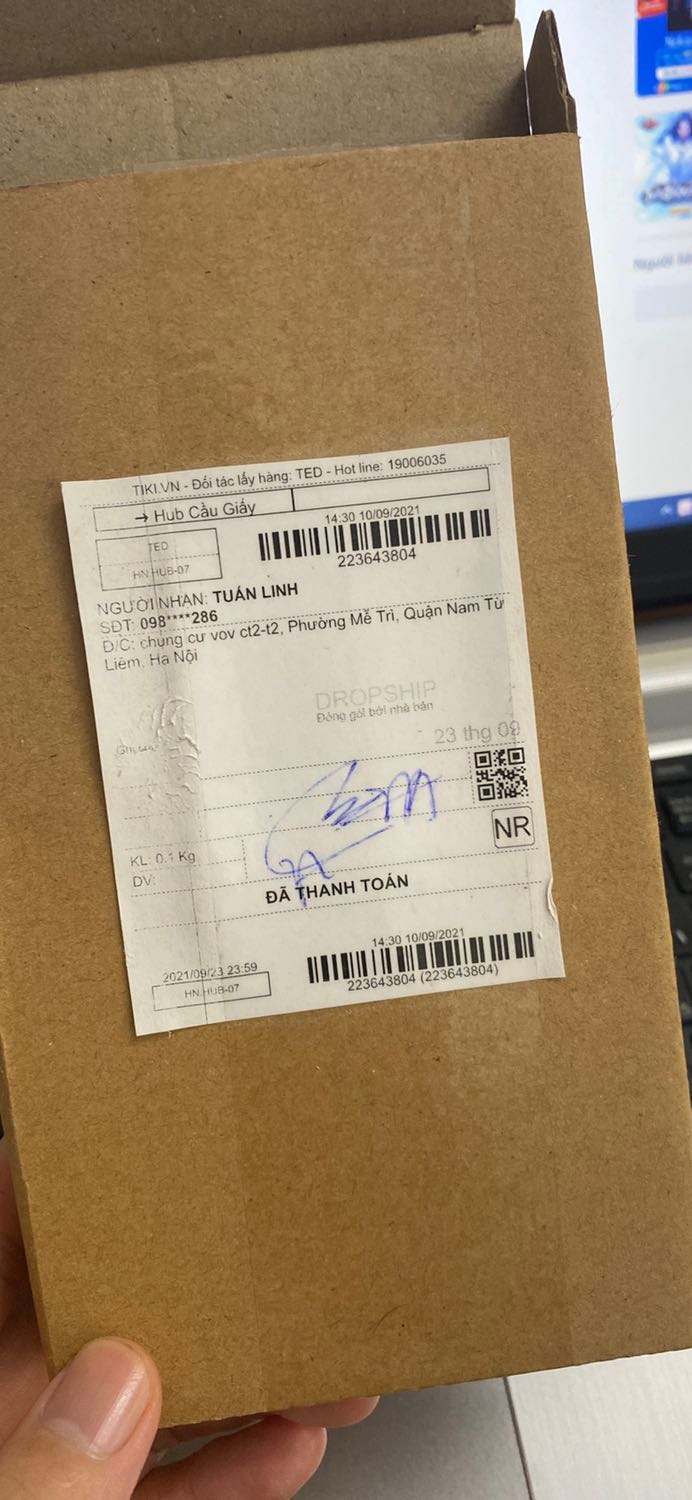 TIKI.VN - Đối tác lấy hàng: TED - Hot line: 19006035
→ Hub Cầu Giấy
14:30 10/09/2021
TED
223643804
HN.HUB-07
NGƯỜI NHẬN: TUẤN LINH
SĐT: 098****286
Đ/C: chung cư vov ct2-t2, Phường Mễ Trì, Quận Nam Từ
Liêm, Hà Nội
DROPSHIP
Đóng gói bởi nhà bán
23 thg 09
NR
KL: 0.1 Kg
DV:
ĐÃ THANH TOÁN
14:30 10/09/2021
2021/09/23 23:59
223643804 (223643804)
HN.HUB-07